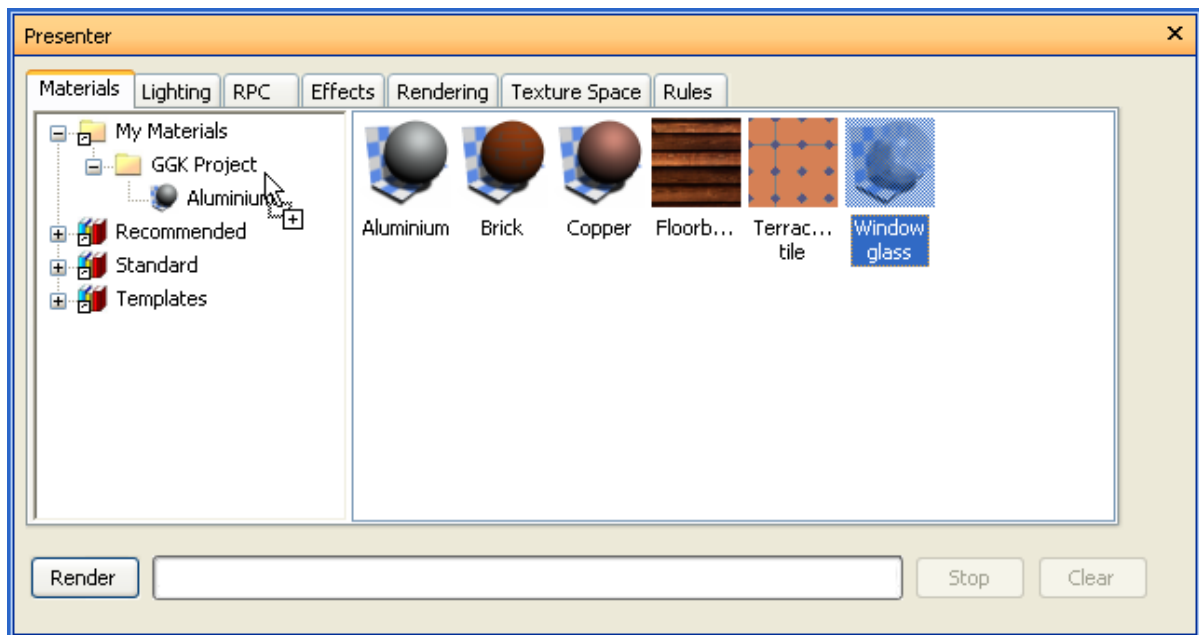 Presenter
Materials Lighting RPC Effects Rendering Texture Space Rules
My Materials
GGK Project
Aluminium
Recommended
Standard
Templates
Aluminium Brick Copper Floorb... Terrac... tile Window glass
Render Stop Clear